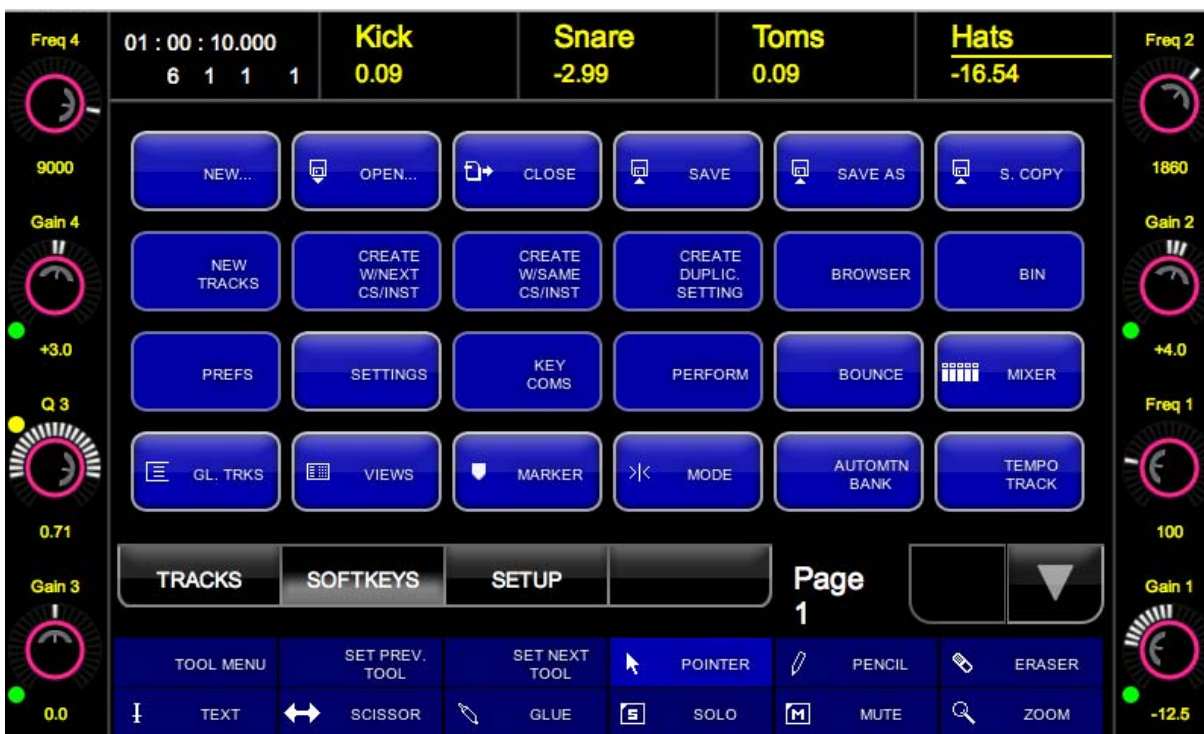 Freq 4
01 : 00 : 10.000
6 1 1 1
Kick
0.09
Snare
-2.99
Toms
0.09
Hats
-16.54
Freq 2
9000
1860
Gain 4
Gain 2
+3.0
+4.0
Q 3
Freq 1
0.71
100
Gain 3
Gain 1
0.0
-12.5
NEW...
OPEN...
CLOSE
SAVE
SAVE AS
S. COPY
NEW
TRACKS
CREATE
W/NEXT
CS/INST
CREATE
W/SAME
CS/INST
CREATE
DUPLIC.
SETTING
BROWSER
BIN
PREFS
SETTINGS
KEY
COMS
PERFORM
BOUNCE
MIXER
GL. TRKS
VIEWS
MARKER
MODE
AUTOMTN
BANK
TEMPO
TRACK
TRACKS
SOFTKEYS
SETUP
Page
1
TOOL MENU
SET PREV.
TOOL
SET NEXT
TOOL
POINTER
PENCIL
ERASER
TEXT
SCISSOR
GLUE
S SOLO
M MUTE
ZOOM